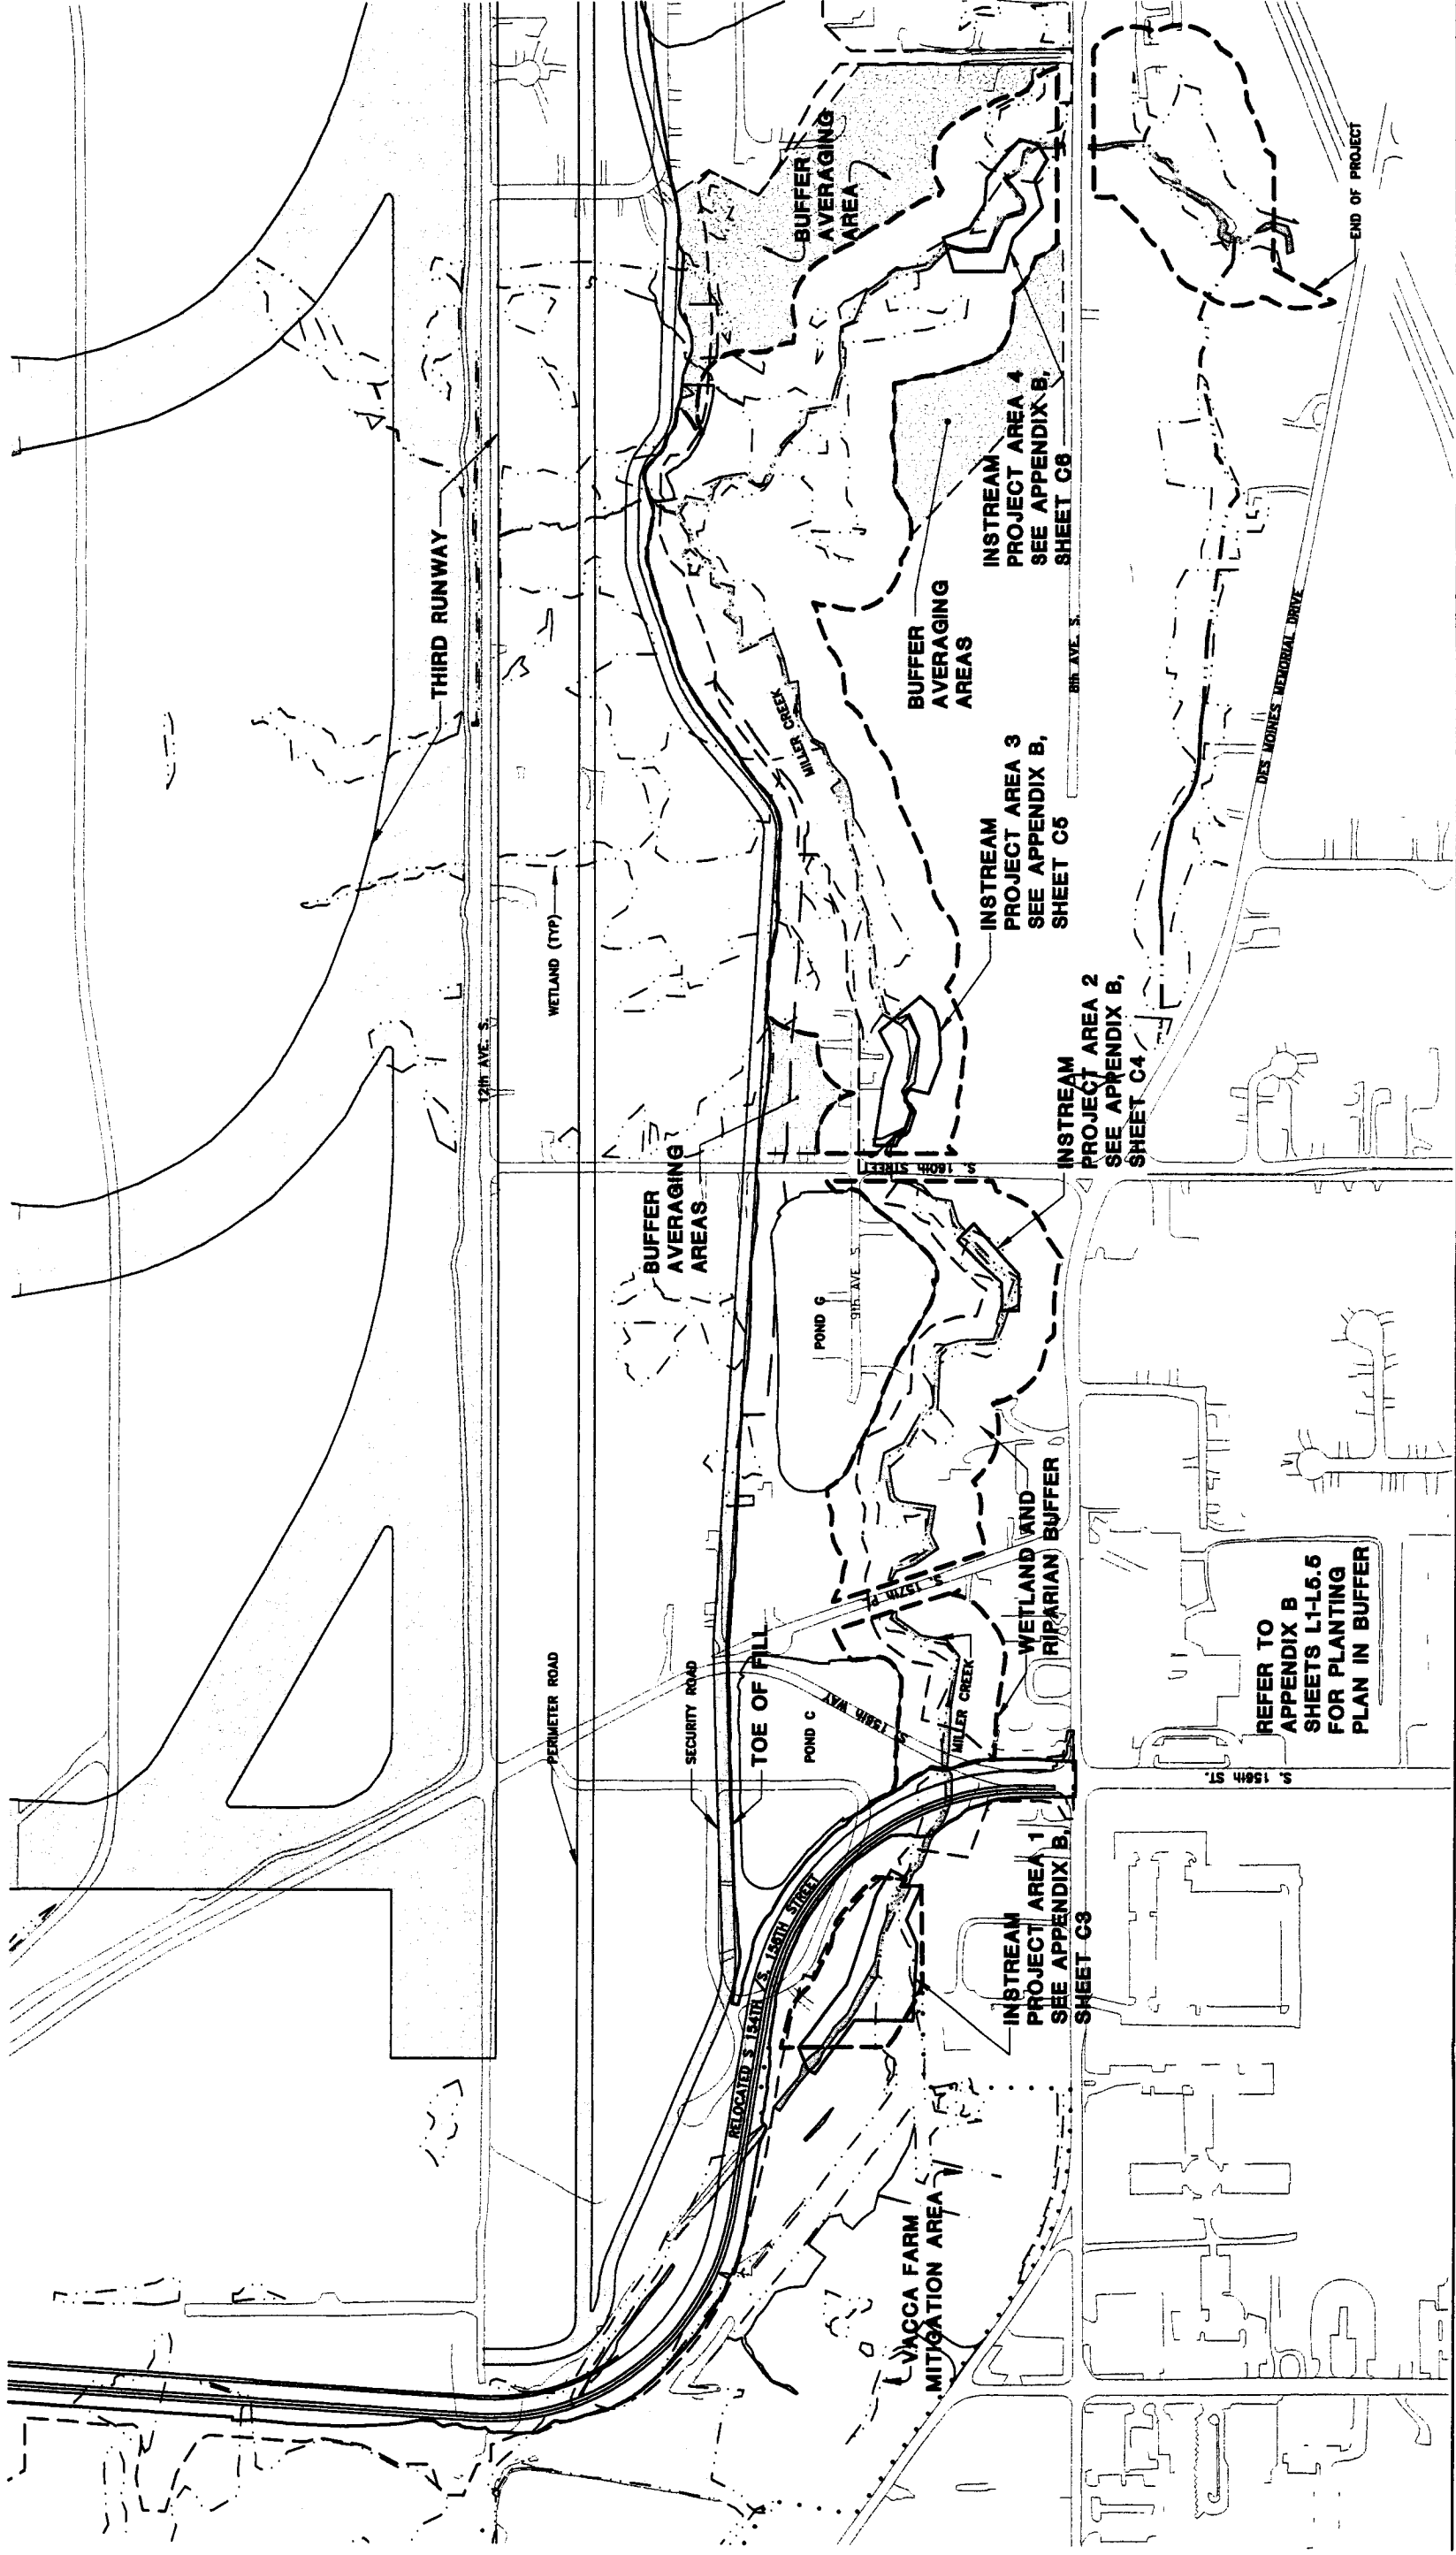 THIRD RUNWAY
BUFFER
AVERAGING
AREA
END OF PROJECT
INSTREAM
PROJECT AREA 4
SEE APPENDIX B,
SHEET C6
BUFFER
AVERAGING
AREAS
8th AVE. S.
DES MOINES MEMORIAL DRIVE
MILLER CREEK
INSTREAM
PROJECT AREA 3
SEE APPENDIX B,
SHEET C5
WETLAND (TYP)
12th AVE. S.
INSTREAM
PROJECT AREA 2
SEE APPENDIX B,
SHEET C4
BUFFER
AVERAGING
AREAS
S. 160th STREET
POND G
9th AVE. S.
WETLAND AND
RIPARIAN BUFFER
S. 157th PL
PERIMETER ROAD
SECURITY ROAD
TOE OF FILL
POND C
S. 156th WAY
MILLER CREEK
REFER TO
APPENDIX B
SHEETS L1-L5.5
FOR PLANTING
PLAN IN BUFFER
S. 156th ST.
RELOCATED S 154TH /S. 156TH STREET
INSTREAM
PROJECT AREA 1
SEE APPENDIX B,
SHEET C3
VACCA FARM
MITIGATION AREA